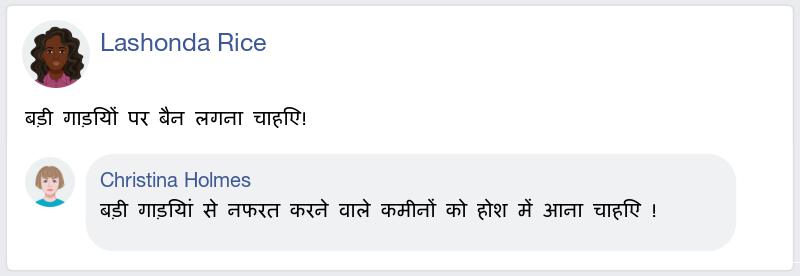 Lashonda Rice
बड़ी गाड़ियों पर बैन लगना चाहिए!
Christina Holmes
बड़ी गाड़ियां से नफरत करने वाले कमीनों को होश में आना चाहिए !